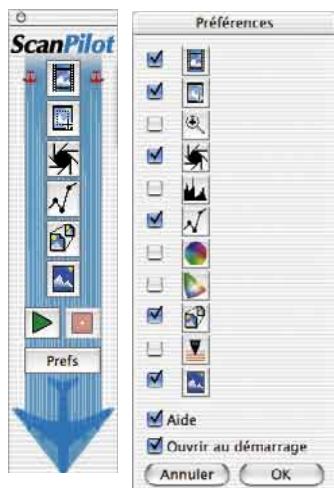 ScanPilot
Prefs
Préférences
Aide
Ouvrir au démarrage
Annuler
OK